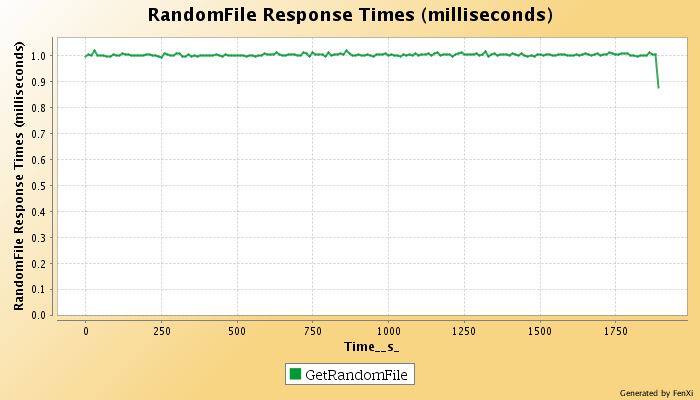 RandomFile Response Times (milliseconds)
RandomFile Response Times (milliseconds)
1.0
0.9
0.8
0.7
0.6
0.5
0.4
0.3
0.2
0.1
0.0
0 250 500 750 1000 1250 1500 1750
Time__s_
GetRandomFile
Generated by FenXi